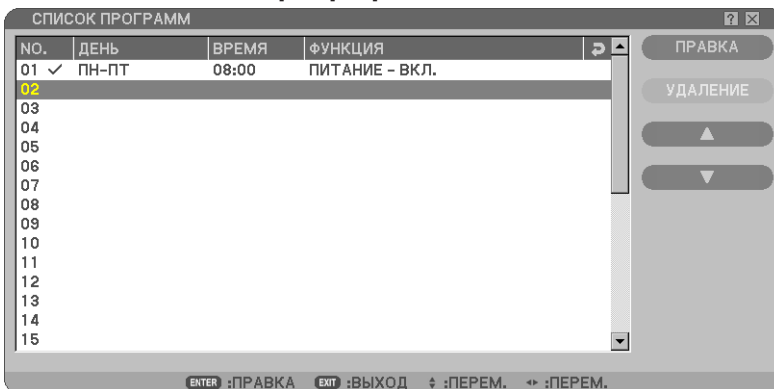 СПИСОК ПРОГРАММ
NO. ДЕНЬ ВРЕМЯ ФУНКЦИЯ
01 ✓ ПН-ПТ 08:00 ПИТАНИЕ - ВКЛ.
02
03
04
05
06
07
08
09
10
11
12
13
14
15
ПРАВКА
УДАЛЕНИЕ
ENTER :ПРАВКА EXIT :ВЫХОД :ПЕРЕМ. :ПЕРЕМ.